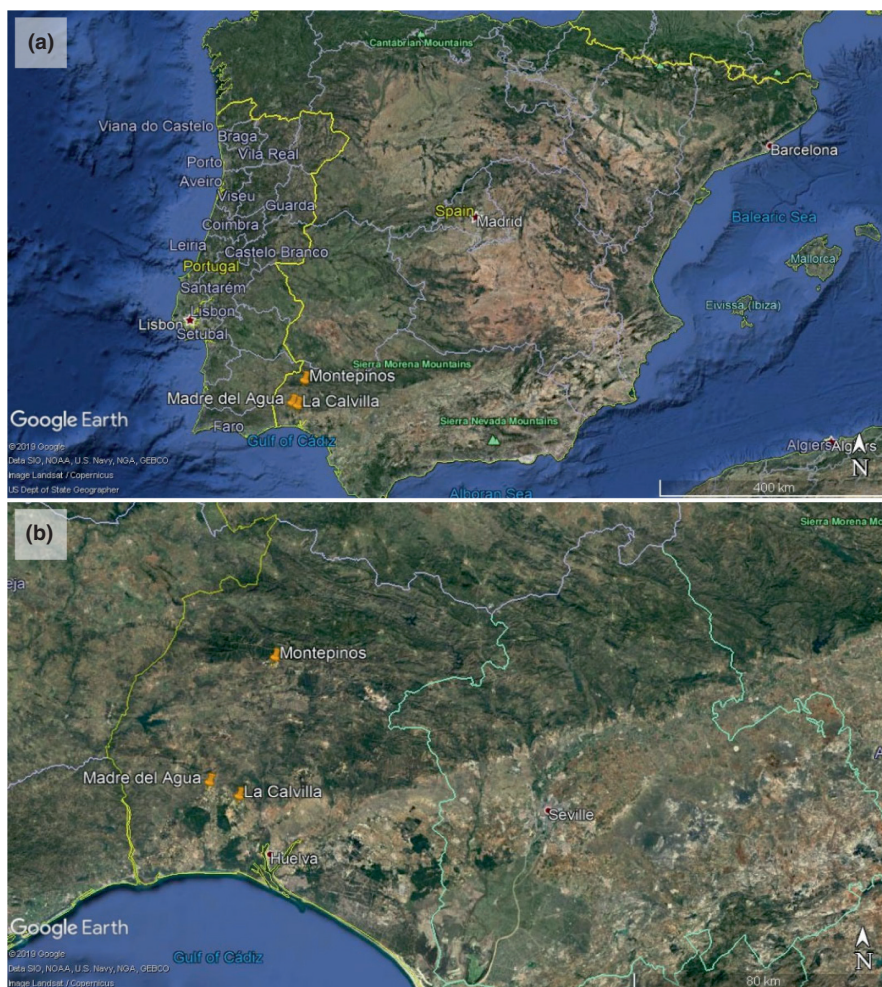 (a)
Cantabrian Mountains
Viana do Castelo
Braga
Vila Real
Porto
Aveiro
Viseu
Guarda
Coimbra
Leiria
Castelo Branco
Portugal
Santarém
Lisbon
Lisbon
Setubal
Spain
Madrid
Barcelona
Balearic Sea
Mallorca
Eivissa (Ibiza)
Sierra Morena Mountains
Montepinos
Madre del Agua
La Calvilla
Sierra Nevada Mountains
Faro
Gulf of Cádiz
Alboran Sea
Algiers
Algiers
Google Earth
©2019 Google
Data SIO, NOAA, U.S. Navy, NGA, GEBCO
Image Landsat / Copernicus
US Dept of State Geographer
N
400 km
(b)
Sierra Morena Mo
eja
Montepinos
Madre del Agua
La Calvilla
Seville
Huelva
A
Google Earth
©2019 Google
Data SIO, NOAA, U.S. Navy, NGA, GEBCO
Image Landsat / Copernicus
Gulf of Cádiz
N
80 km